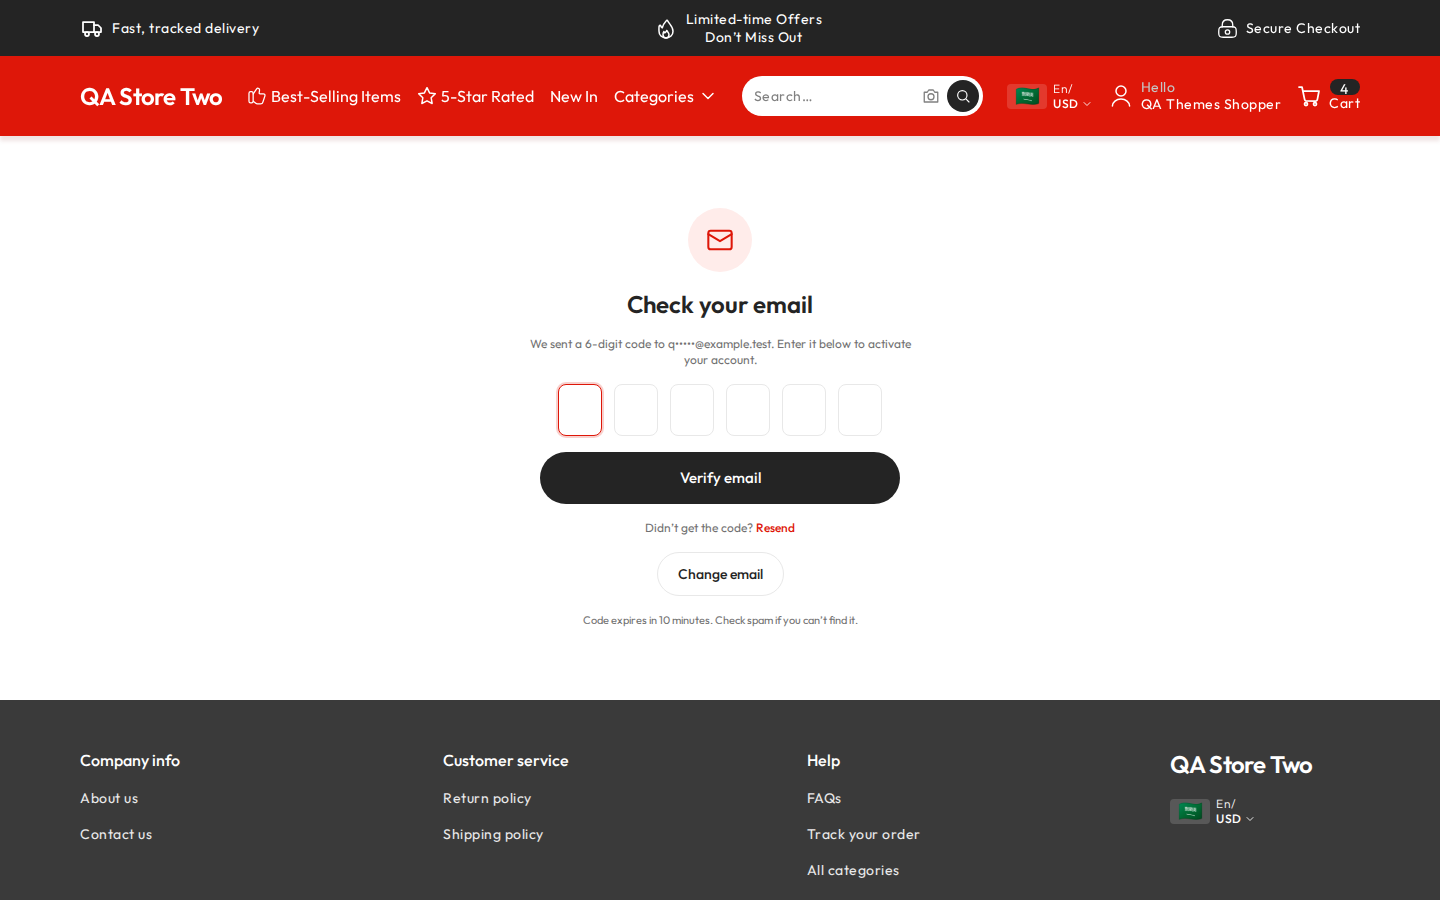 Fast, tracked delivery
Limited-time Offers
Don't Miss Out
Secure Checkout
QA Store Two
Best-Selling Items
5-Star Rated
New In
Categories
Search...
En/
USD
Hello
QA Themes Shopper
4
Cart
Check your email
We sent a 6-digit code to q•••••@example.test. Enter it below to activate
your account.
Verify email
Didn't get the code? Resend
Change email
Code expires in 10 minutes. Check spam if you can't find it.
Company info
About us
Contact us
Customer service
Return policy
Shipping policy
Help
FAQs
Track your order
All categories
QA Store Two
En/
USD